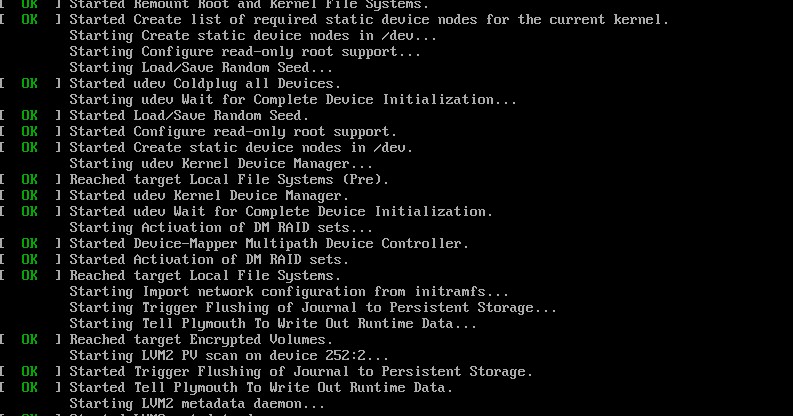 [  OK  ] Started Remount Root and Kernel File Systems.
[  OK  ] Started Create list of required static device nodes for the current kernel.
Starting Create static device nodes in /dev...
Starting Configure read-only root support...
Starting Load/Save Random Seed...
[  OK  ] Started udev Coldplug all Devices.
Starting udev Wait for Complete Device Initialization...
[  OK  ] Started Load/Save Random Seed.
[  OK  ] Started Configure read-only root support.
[  OK  ] Started Create static device nodes in /dev.
Starting udev Kernel Device Manager...
[  OK  ] Reached target Local File Systems (Pre).
[  OK  ] Started udev Kernel Device Manager.
[  OK  ] Started udev Wait for Complete Device Initialization.
Starting Activation of DM RAID sets...
[  OK  ] Started Device-Mapper Multipath Device Controller.
[  OK  ] Started Activation of DM RAID sets.
[  OK  ] Reached target Local File Systems.
Starting Import network configuration from initramfs...
Starting Trigger Flushing of Journal to Persistent Storage...
Starting Tell Plymouth To Write Out Runtime Data...
[  OK  ] Reached target Encrypted Volumes.
Starting LVM2 PV scan on device 252:2...
[  OK  ] Started Trigger Flushing of Journal to Persistent Storage.
[  OK  ] Started Tell Plymouth To Write Out Runtime Data.
Starting LVM2 metadata daemon...